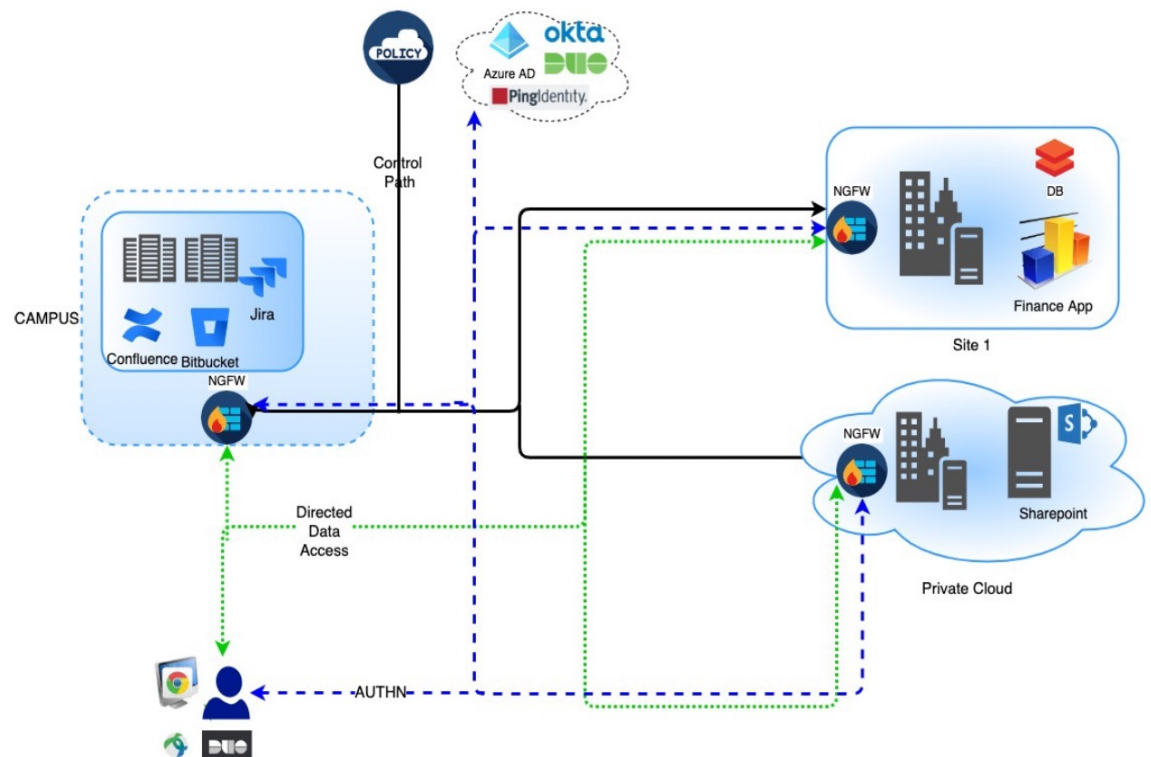 POLICY
okta
Azure AD
DUO
PingIdentity.
Control
Path
NGFW
DB
Finance App
Site 1
CAMPUS
Jira
Confluence
Bitbucket
NGFW
NGFW
S
Sharepoint
Private Cloud
Directed
Data
Access
AUTHN
DUO